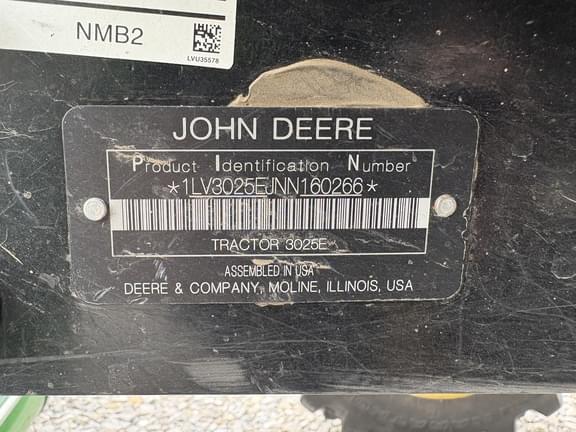 NMB2
LVU35578
JOHN DEERE
Product Identification Number
*1LV3025EJNN160266*
TRACTOR 3025E
ASSEMBLED IN USA
DEERE & COMPANY, MOLINE, ILLINOIS, USA